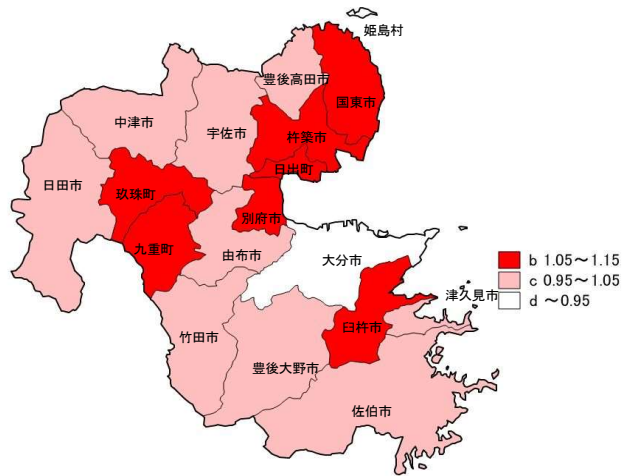 姫島村
豊後高田市
国東市
中津市
宇佐市
杵築市
日出町
日田市
玖珠町
別府市
九重町
由布市
大分市
b 1.05～1.15
c 0.95～1.05
d ～0.95
津久見市
臼杵市
竹田市
豊後大野市
佐伯市